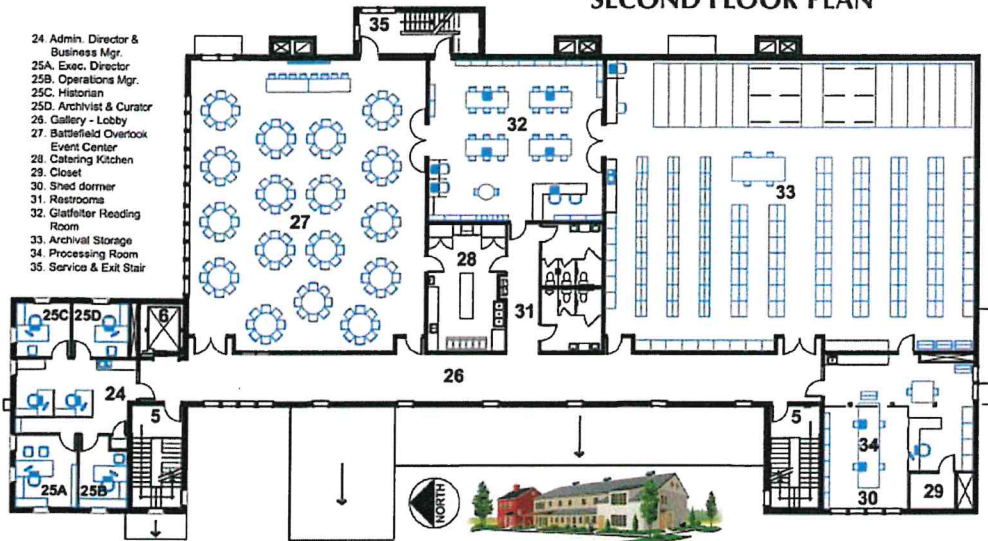 SECOND FLOOR PLAN
24. Admin. Director &
Business Mgr.
25A. Exec. Director
25B. Operations Mgr.
25C. Historian
25D. Archivist & Curator
26. Gallery - Lobby
27. Battlefield Overlook
Event Center
28. Catering Kitchen
29. Closet
30. Shed dormer
31. Restrooms
32. Glatfelter Reading
Room
33. Archival Storage
34. Processing Room
35. Service & Exit Stair
35
32
33
27
28
31
25C
25D
6
26
24
5
5
34
25A
25B
30
29
NORTH